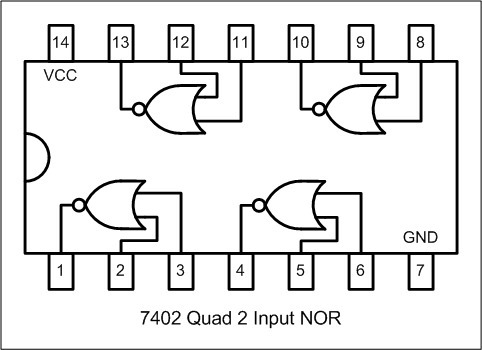 14 13 12 11 10 9 8
VCC
GND
1 2 3 4 5 6 7
7402 Quad 2 Input NOR